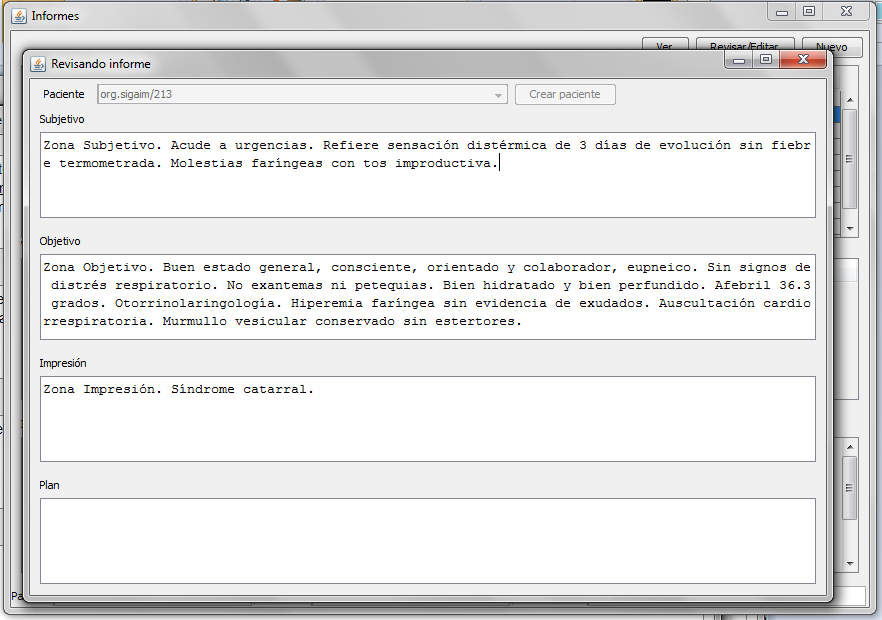 Informes
Ver Revisar/Editar Nuevo
Revisando informe
Paciente org.sigaim/213 Crear paciente
Subjetivo
Zona Subjetivo. Acude a urgencias. Refiere sensación distérmica de 3 días de evolución sin fiebr
e termometrada. Molestias faríngeas con tos improductiva.
Objetivo
Zona Objetivo. Buen estado general, consciente, orientado y colaborador, eupneico. Sin signos de
distrés respiratorio. No exantemas ni petequias. Bien hidratado y bien perfundido. Afebril 36.3
grados. Otorrinolaringología. Hiperemia faríngea sin evidencia de exudados. Auscultación cardio
rrespiratoria. Murmullo vesicular conservado sin estertores.
Impresión
Zona Impresión. Síndrome catarral.
Plan